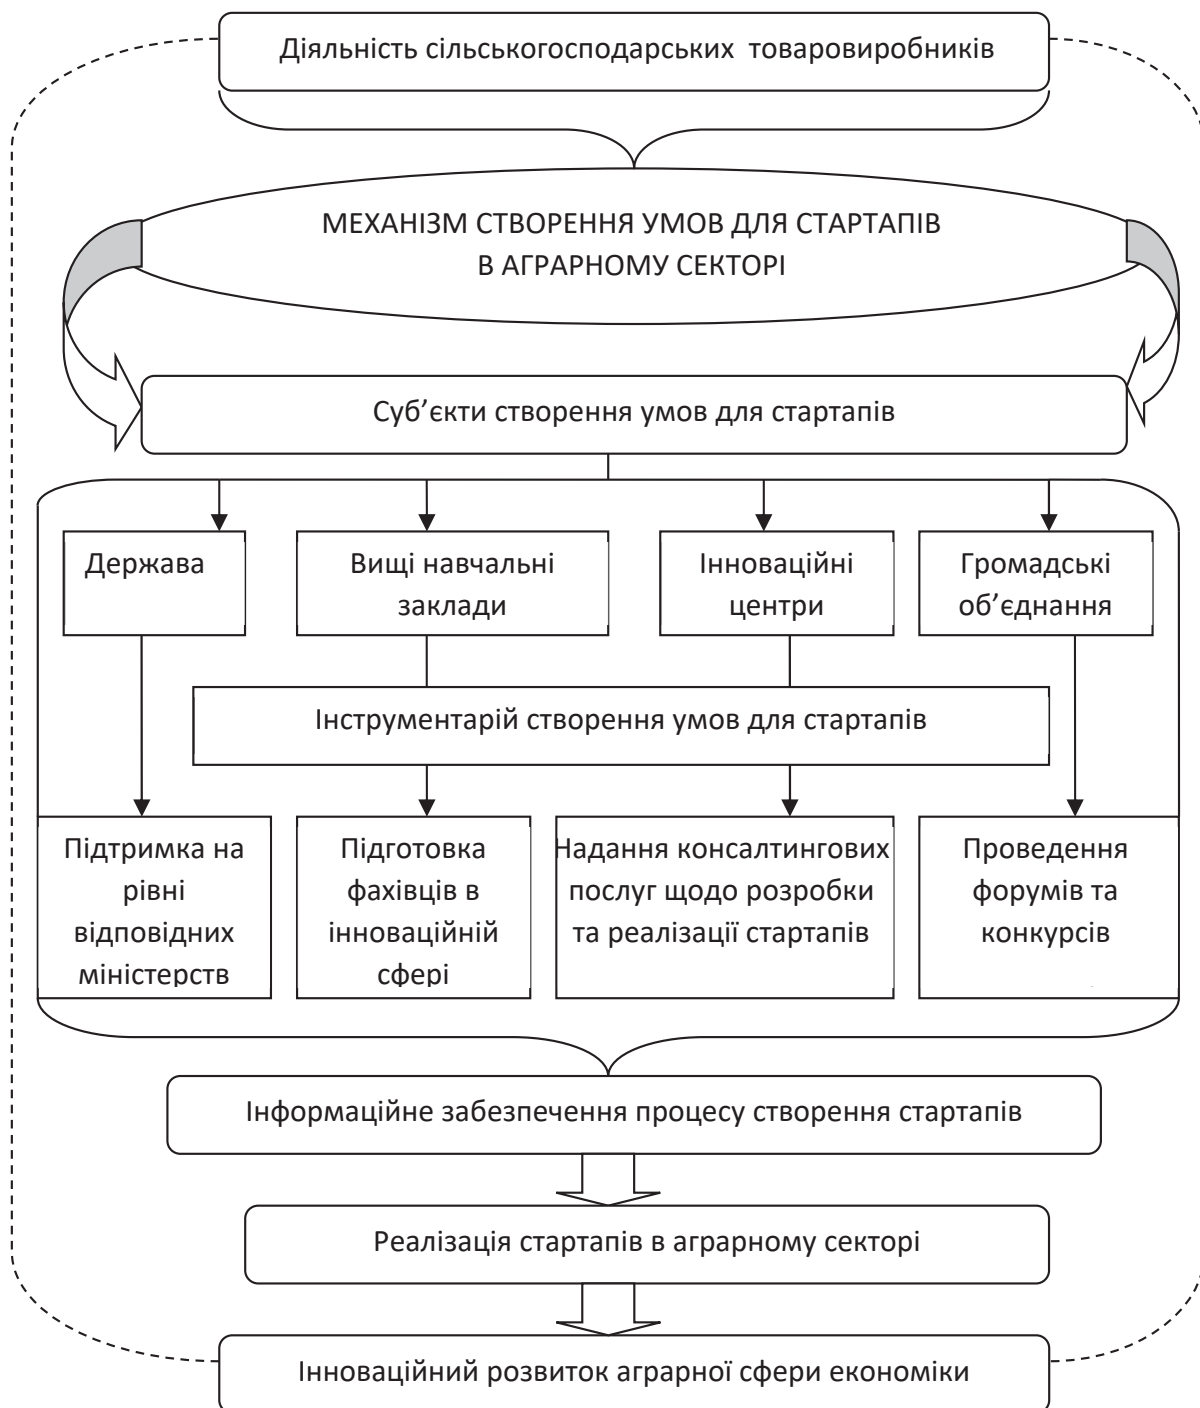 Діяльність сільськогосподарських товаровиробників
МЕХАНІЗМ СТВОРЕННЯ УМОВ ДЛЯ СТАРТАПІВ
В АГРАРНОМУ СЕКТОРІ
Суб’єкти створення умов для стартапів
Держава
Вищі навчальні
заклади
Інноваційні
центри
Громадські
об’єднання
Інструментарій створення умов для стартапів
Підтримка на
рівні
відповідних
міністерств
Підготовка
фахівців в
інноваційній
сфері
Надання консалтингових
послуг щодо розробки
та реалізації стартапів
Проведення
форумів та
конкурсів
Інформаційне забезпечення процесу створення стартапів
Реалізація стартапів в аграрному секторі
Інноваційний розвиток аграрної сфери економіки